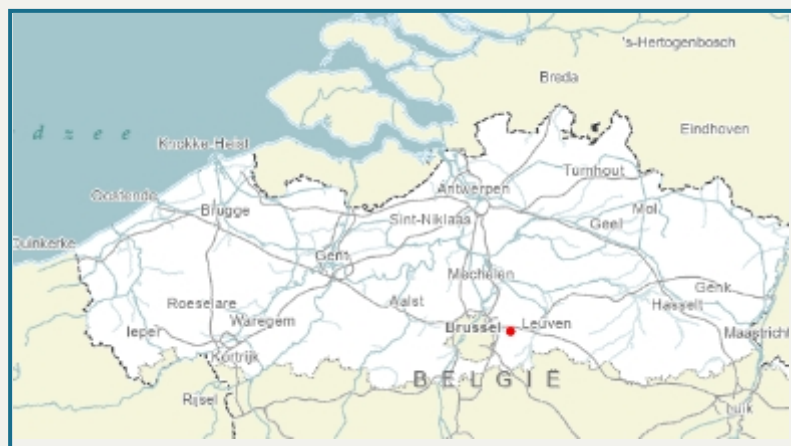 's-Hertogenbosch
Breda
dzee
Eindhoven
Knokke-Heist
Turnhout
Oostende
Antwerpen
Brugge
Mol
Sint-Niklaas
Geel
Duinkerke
Gent
Mechelen
Genk
Roeselare
Aalst
Hasselt
Waregem
Brussel
Leuven
Ieper
Maastricht
Kortrijk
BELGIË
Rijsel
Luik